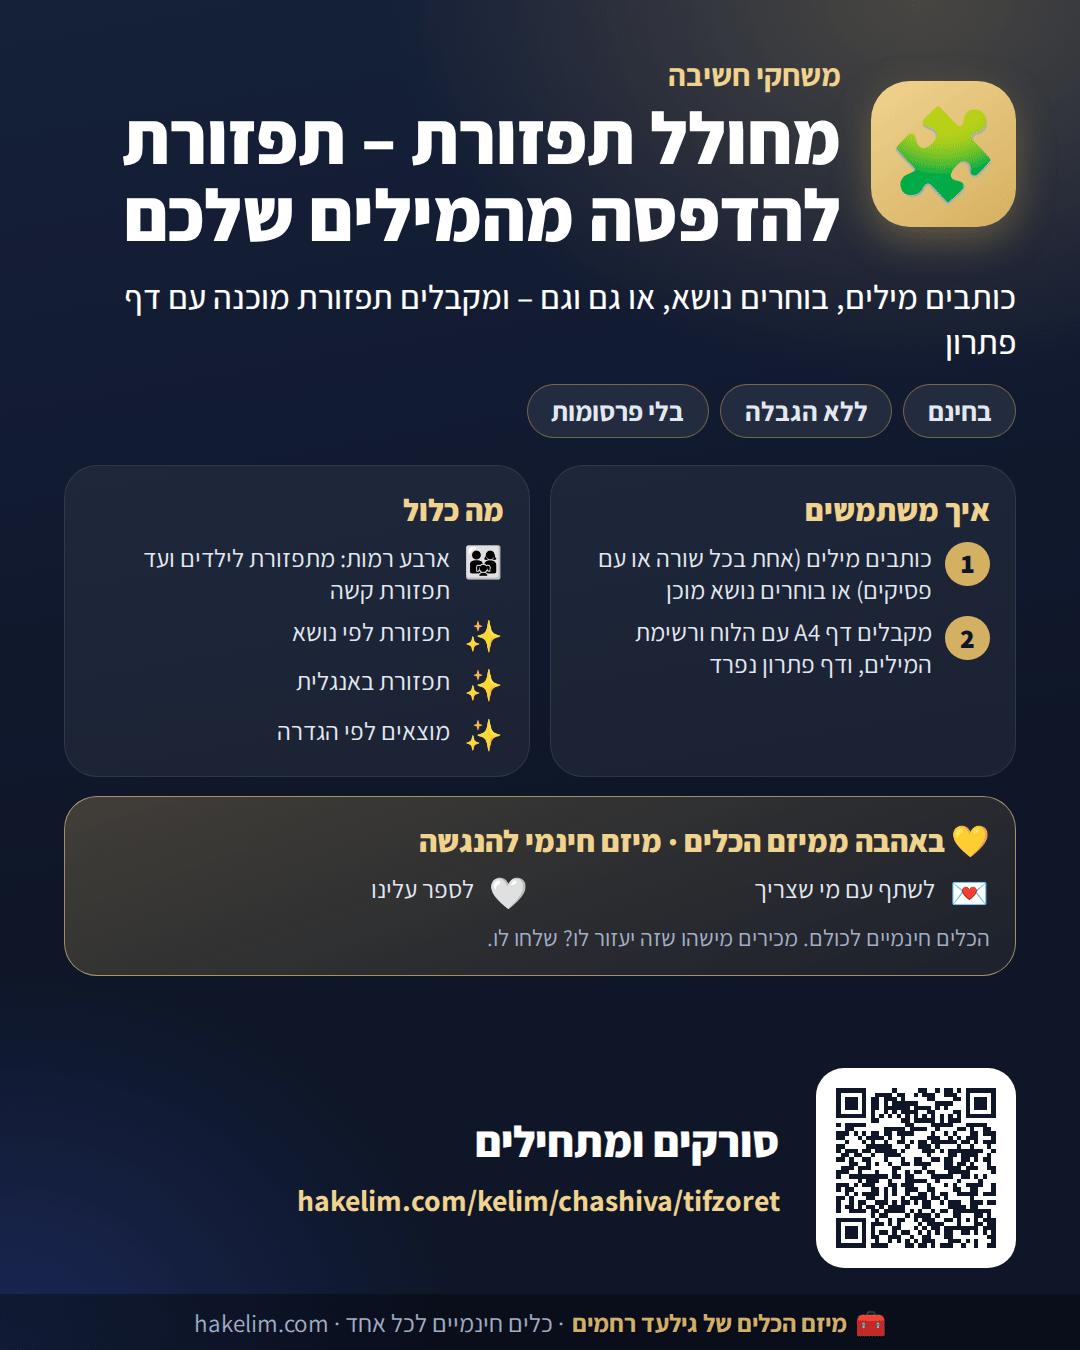 משחקי חשיבה
מחולל תפזורת – תפזורת
להדפסה מהמילים שלכם
כותבים מילים, בוחרים נושא, או גם וגם – ומקבלים תפזורת מוכנה עם דף
פתרון
בחינם
ללא הגבלה
בלי פרסומות
איך משתמשים
1 כותבים מילים (אחת בכל שורה או עם
פסיקים) או בוחרים נושא מוכן
2 מקבלים דף A4 עם הלוח ורשימת
המילים, ודף פתרון נפרד
מה כלול
ארבע רמות: מתפזורת לילדים ועד
תפזורת קשה
תפזורת לפי נושא
תפזורת באנגלית
מוצאים לפי הגדרה
באהבה ממיזם הכלים · מיזם חינמי להנגשה
לשתף עם מי שצריך
לספר עלינו
הכלים חינמיים לכולם. מכירים מישהו שזה יעזור לו? שלחו לו.
סורקים ומתחילים
hakelim.com/kelim/chashiva/tifzoret
מיזם הכלים של גילעד רחמים · כלים חינמיים לכל אחד · hakelim.com